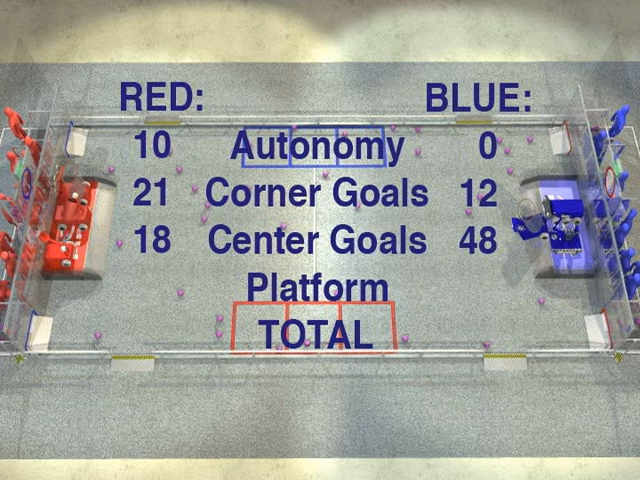 RED: BLUE:
10 Autonomy 0
21 Corner Goals 12
18 Center Goals 48
Platform
TOTAL